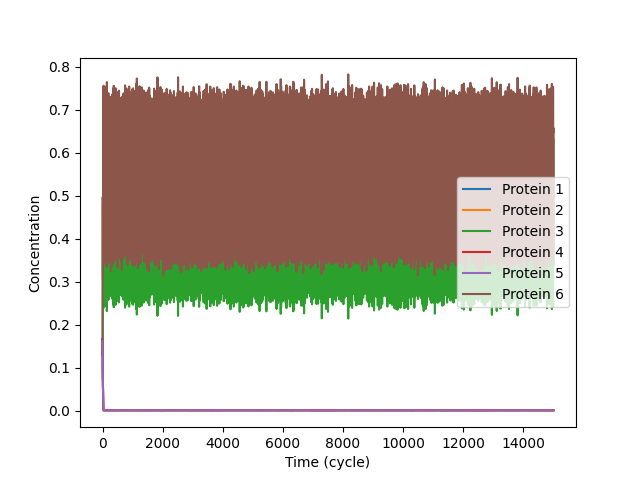 0.8
0.7
0.6
0.5
0.4
0.3
0.2
0.1
0.0
Concentration
0 2000 4000 6000 8000 10000 12000 14000
Time (cycle)
Protein 1
Protein 2
Protein 3
Protein 4
Protein 5
Protein 6